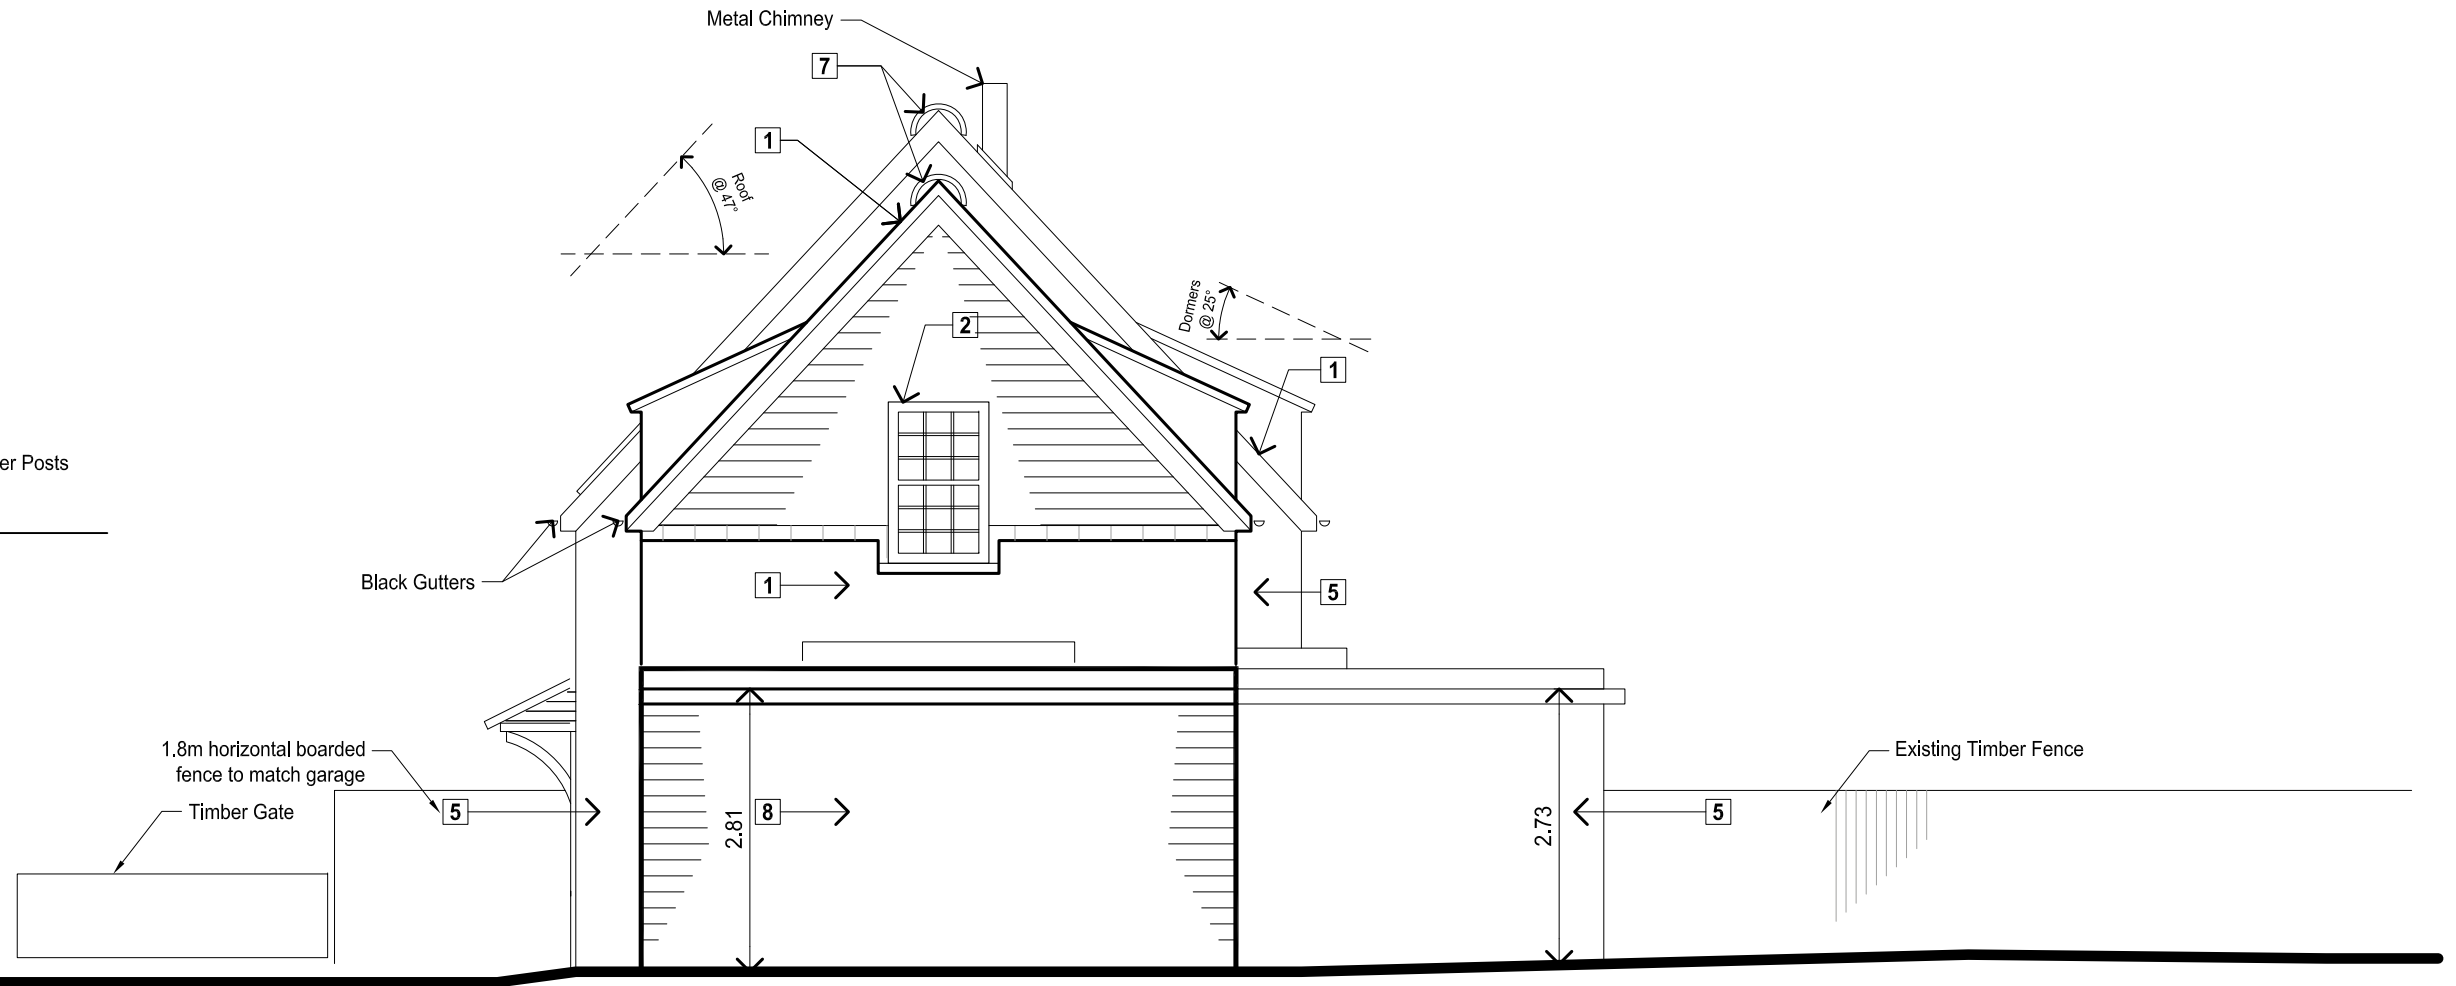 Metal Chimney
7
1
Roof
@ 47°
2
Dormers
@ 25°
1
er Posts
Black Gutters
1
5
1.8m horizontal boarded
fence to match garage
Existing Timber Fence
Timber Gate
5
8
2.81
2.73
5